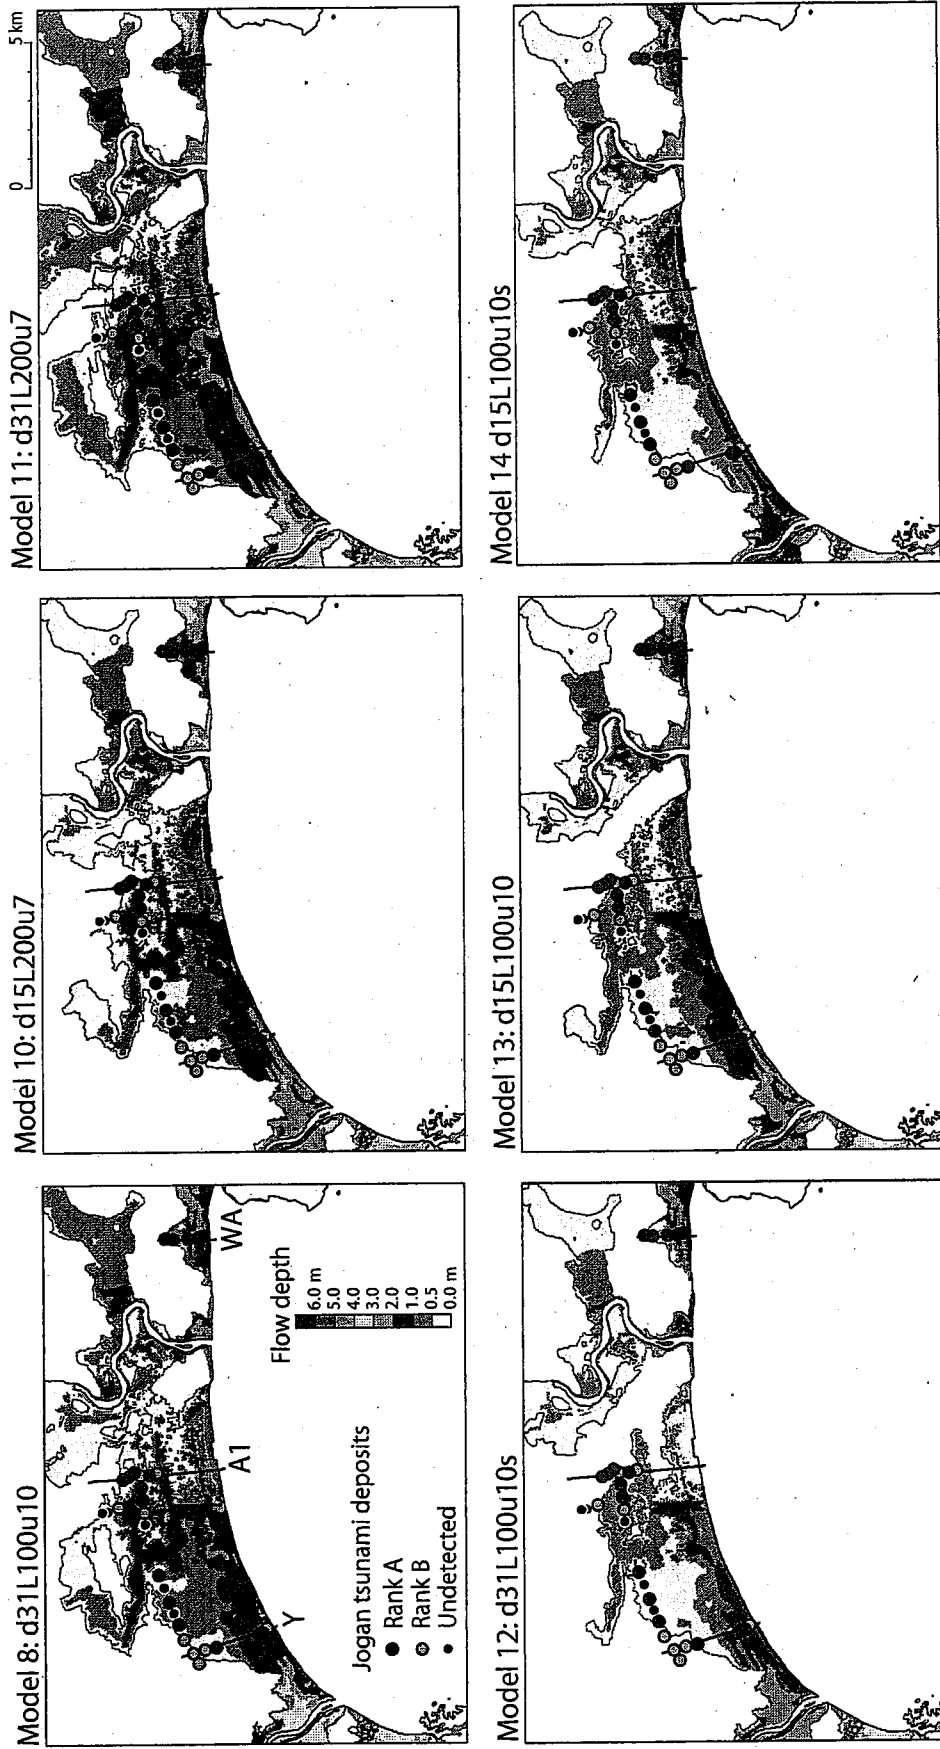 Model 8: d31L100u10
Model 10: d15L200u7
Model 11: d31L200u7
0 5 km
Y
A1
WA
Jogan tsunami deposits
Rank A
Rank B
Undetected
Flow depth
6.0 m
5.0
4.0
3.0
2.0
1.0
0.5
0.0 m
Model 12: d31L100u10s
Model 13: d15L100u10
Model 14 d15L100u10s